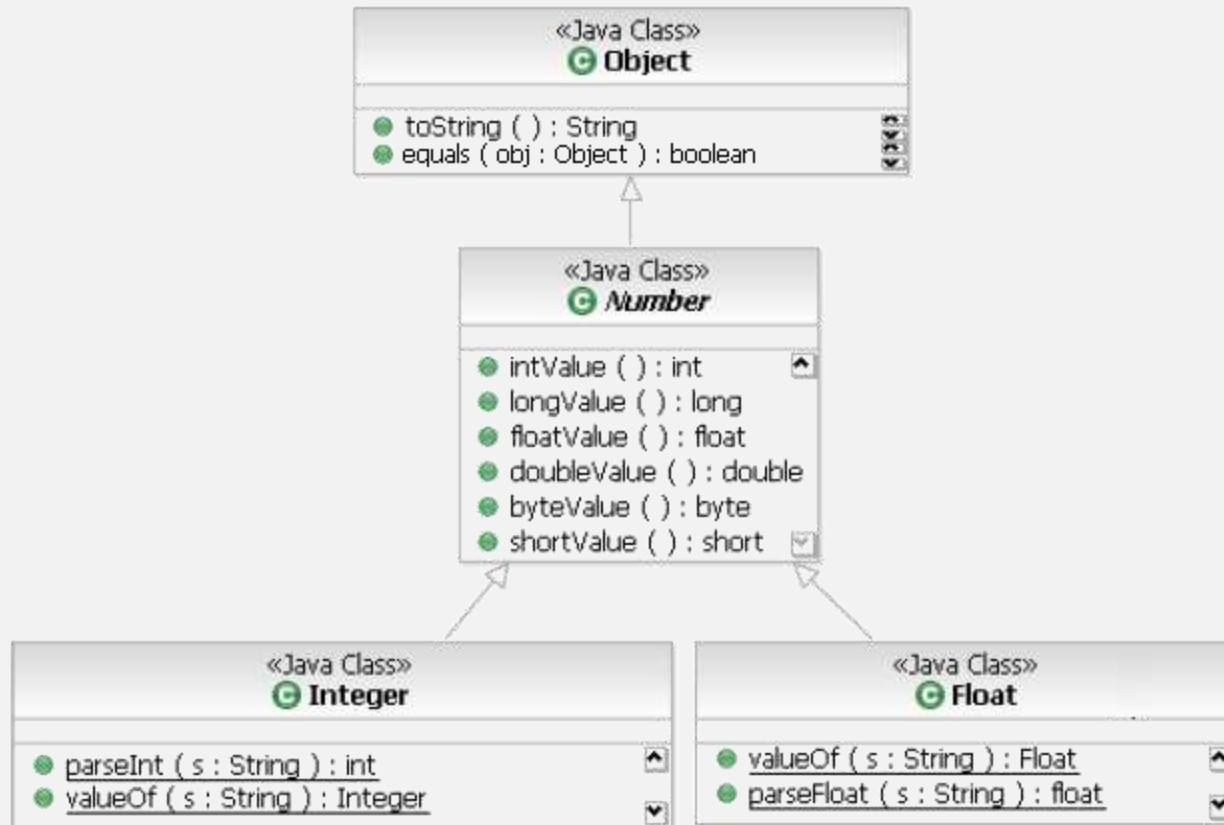 «Java Class»
C Object
toString ( ) : String
equals ( obj : Object ) : boolean
«Java Class»
C Number
intValue ( ) : int
longValue ( ) : long
floatValue ( ) : float
doubleValue ( ) : double
byteValue ( ) : byte
shortValue ( ) : short
«Java Class»
C Integer
parseInt ( s : String ) : int
valueOf ( s : String ) : Integer
«Java Class»
C Float
valueOf ( s : String ) : Float
parseFloat ( s : String ) : float